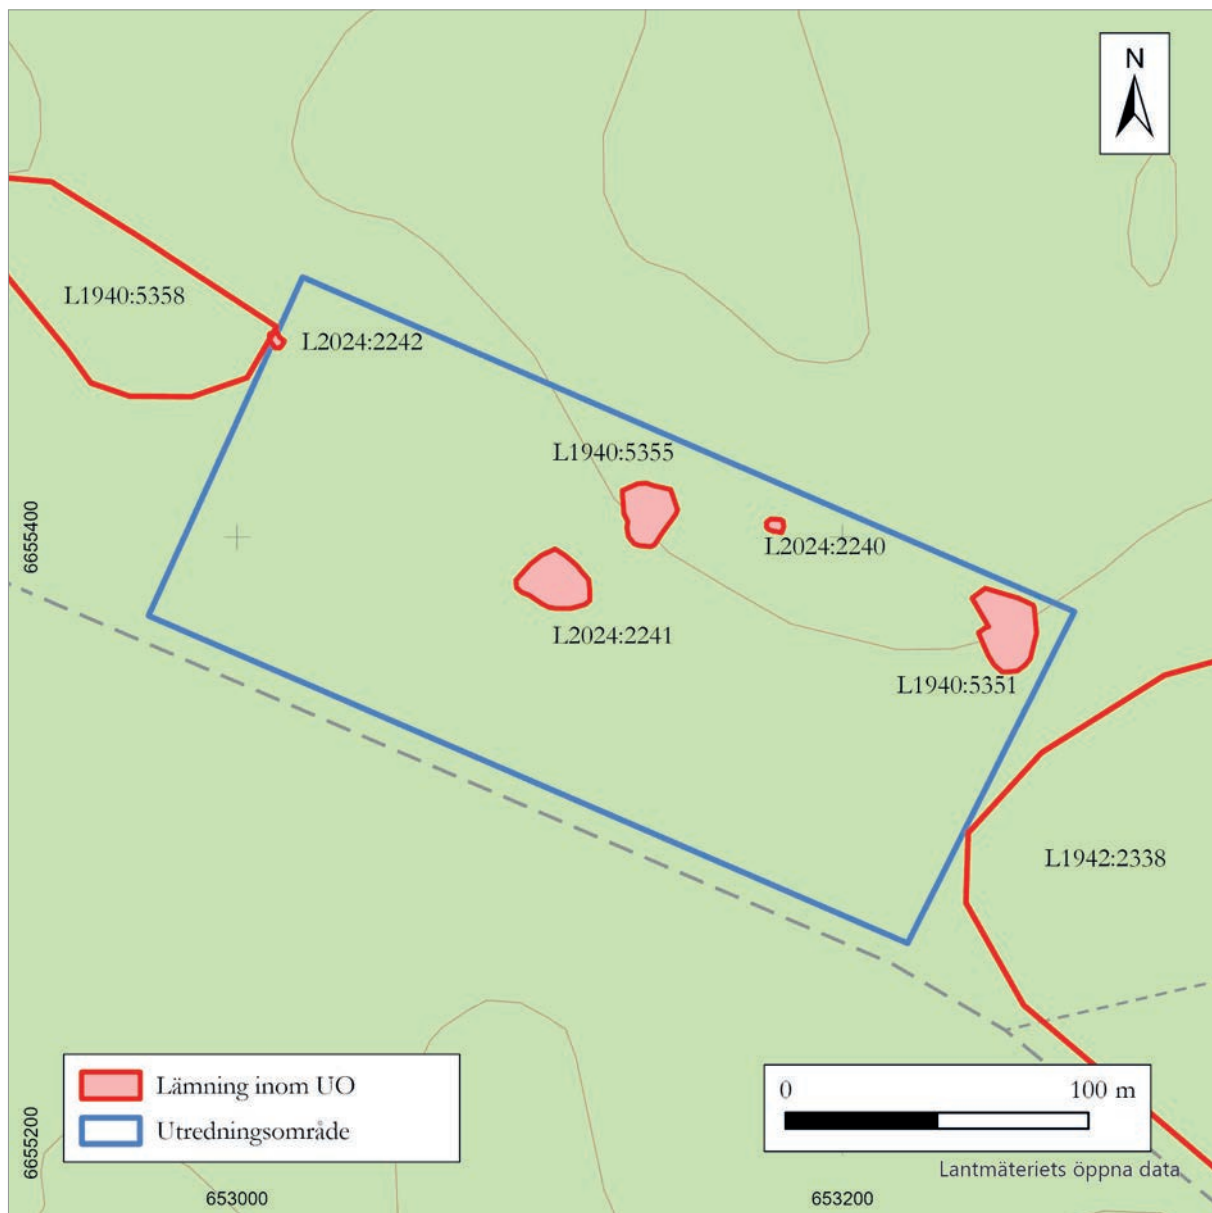 N
L1940:5358
L2024:2242
L1940:5355
L2024:2240
L2024:2241
L1940:5351
L1942:2338
6655400
6655200
Lämning inom UO
Utredningsområde
0 100 m
Lantmäteriets öppna data
653000
653200